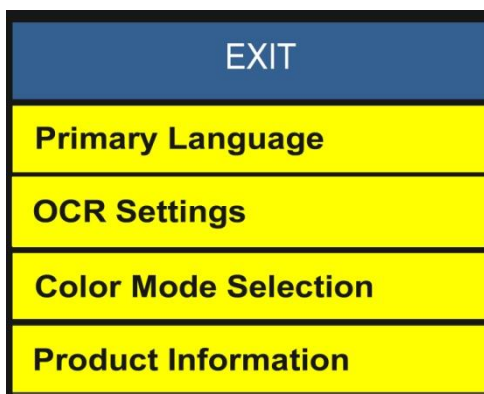 EXIT
Primary Language
OCR Settings
Color Mode Selection
Product Information